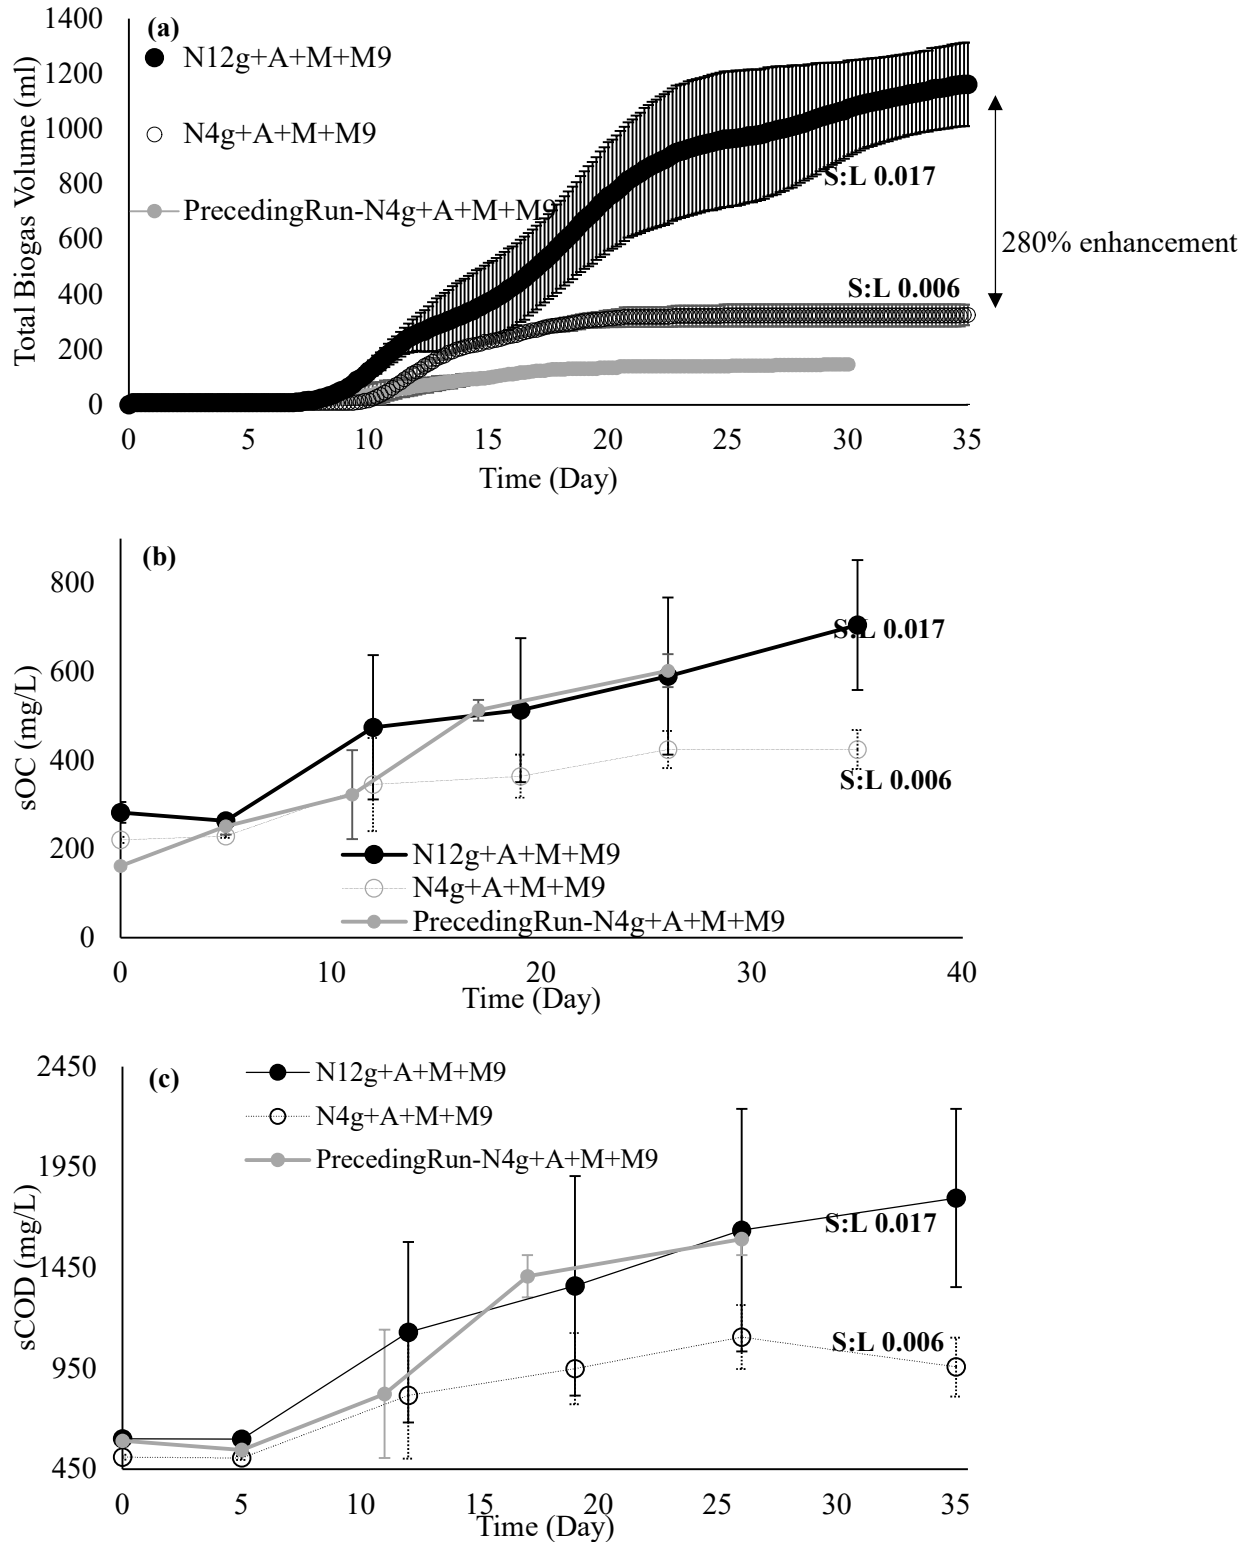 (a)
Total Biogas Volume (ml)
1400
1200
1000
800
600
400
200
0
N12g+A+M+M9
N4g+A+M+M9
PrecedingRun-N4g+A+M+M9
S:L 0.017
280% enhancement
S:L 0.006
0 5 10 15 20 25 30 35
Time (Day)
(b)
sOC (mg/L)
800
600
400
200
0
S:L 0.017
S:L 0.006
N12g+A+M+M9
N4g+A+M+M9
PrecedingRun-N4g+A+M+M9
0 10 20 30 40
Time (Day)
(c)
sCOD (mg/L)
2450
1950
1450
950
450
N12g+A+M+M9
N4g+A+M+M9
PrecedingRun-N4g+A+M+M9
S:L 0.017
S:L 0.006
0 5 10 15 20 25 30 35
Time (Day)